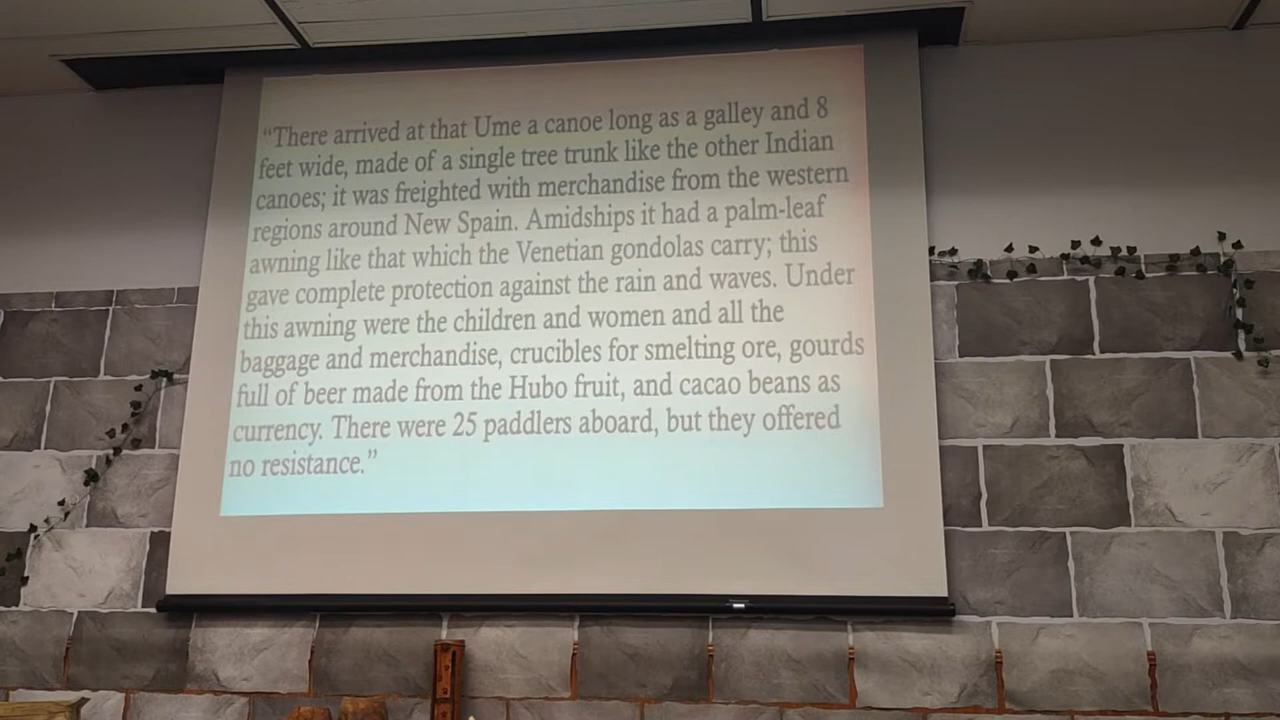 “There arrived at that Ume a canoe long as a galley and 8
feet wide, made of a single tree trunk like the other Indian
canoes; it was freighted with merchandise from the western
regions around New Spain. Amidships it had a palm-leaf
awning like that which the Venetian gondolas carry; this
gave complete protection against the rain and waves. Under
this awning were the children and women and all the
baggage and merchandise, crucibles for smelting ore, gourds
full of beer made from the Hubo fruit, and cacao beans as
currency. There were 25 paddlers aboard, but they offered
no resistance.”